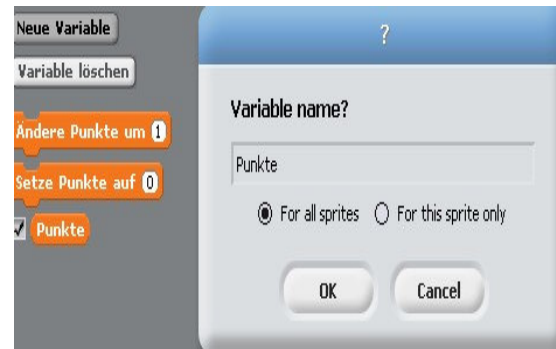 Neue Variable
Variable löschen
Ändere Punkte um 1
Setze Punkte auf 0
Punkte
?
Variable name?
Punkte
For all sprites For this sprite only
OK Cancel